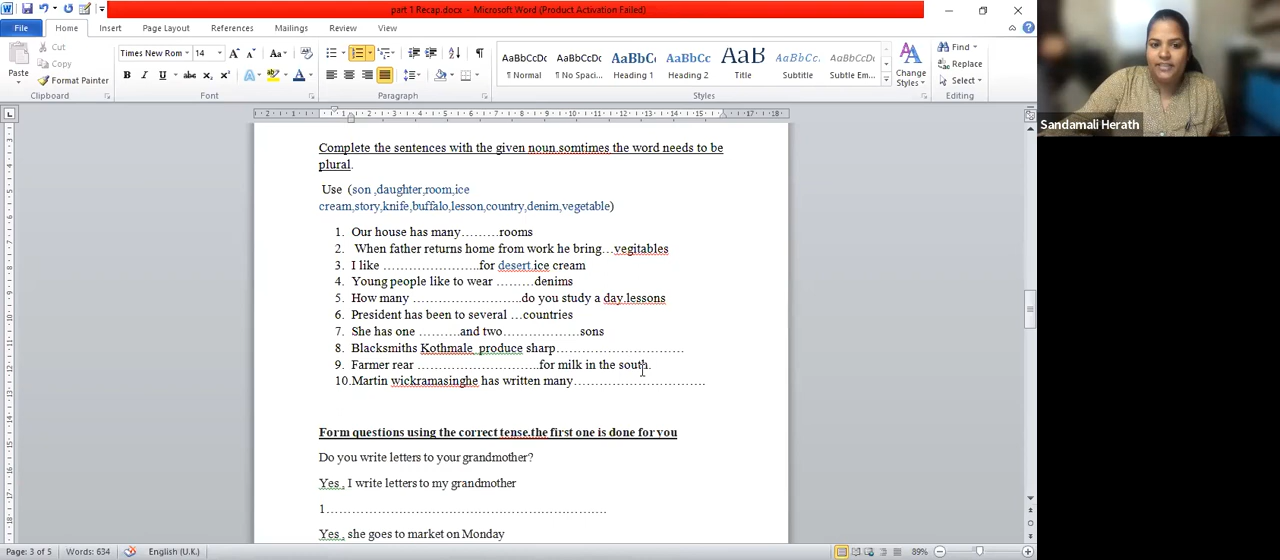 part 1 Recap.docx - Microsoft Word (Product Activation Failed)
File Home Insert Page Layout References Mailings Review View
Cut
Copy
Format Painter
Paste
Clipboard
Times New Rom 14
Font
Paragraph
AaBbCcDc AaBbCcDc AaBbC AaBbCc AaB AaBbCc. AaBbCcDc
¶ Normal ¶ No Spaci... Heading 1 Heading 2 Title Subtitle Subtle Em...
Styles
Change
Styles
Find
Replace
Select
Editing
Sandamali Herath
Complete the sentences with the given noun.somtimes the word needs to be
plural.
Use (son ,daughter,room,ice
cream,story,knife,buffalo,lesson,country,denim,vegetable)
1. Our house has many………rooms
2. When father returns home from work he bring…vegitables
3. I like …………………..for desert.ice cream
4. Young people like to wear ………denims
5. How many …………………….do you study a day.lessons
6. President has been to several …countries
7. She has one ……….and two………………sons
8. Blacksmiths Kothmale produce sharp…………………………
9. Farmer rear ………………………..for milk in the south.
10.Martin wickramasinghe has written many…………………………
Form questions using the correct tense.the first one is done for you
Do you write letters to your grandmother?
Yes , I write letters to my grandmother
1…………………………………………………
Yes , she goes to market on Monday
Page: 3 of 5 Words: 634 English (U.K.) 89%